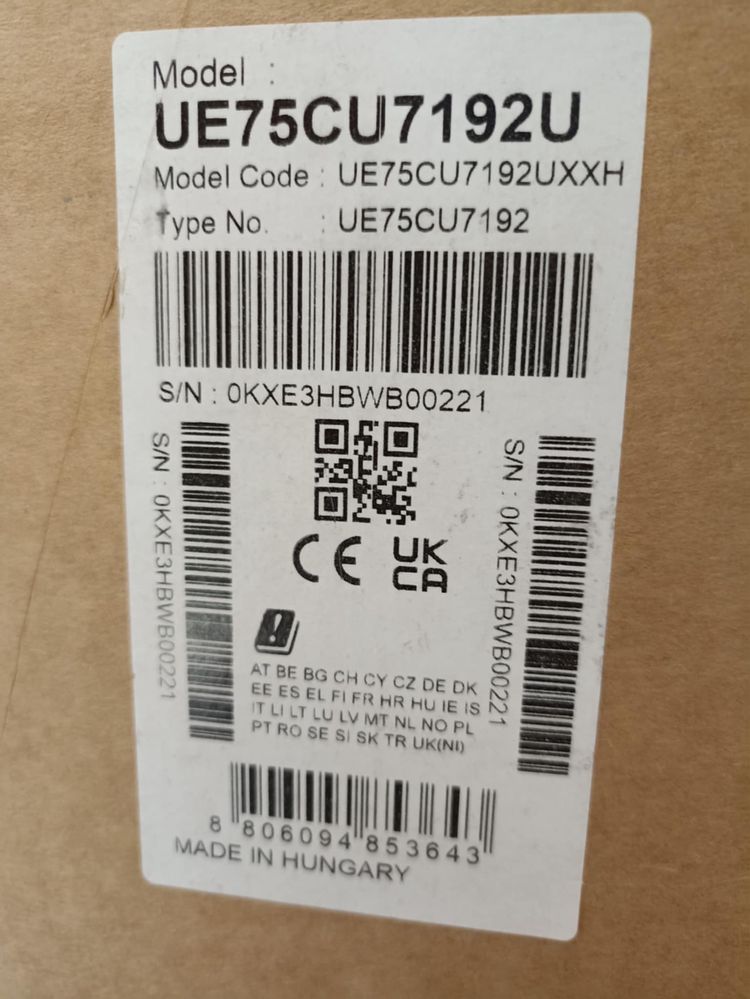 Model :
UE75CU7192U
Model Code : UE75CU7192UXXH
Type No. : UE75CU7192
S/N : 0KXE3HBWB00221
S/N : 0KXE3HBWB00221
S/N : 0KXE3HBWB00221
CE
UK
CA
AT BE BG CH CY CZ DE DK
EE ES EL FI FR HR HU IE IS
IT LI LT LU LV MT NL NO PL
PT RO SE SI SK TR UK(NI)
8 806094 853643
MADE IN HUNGARY